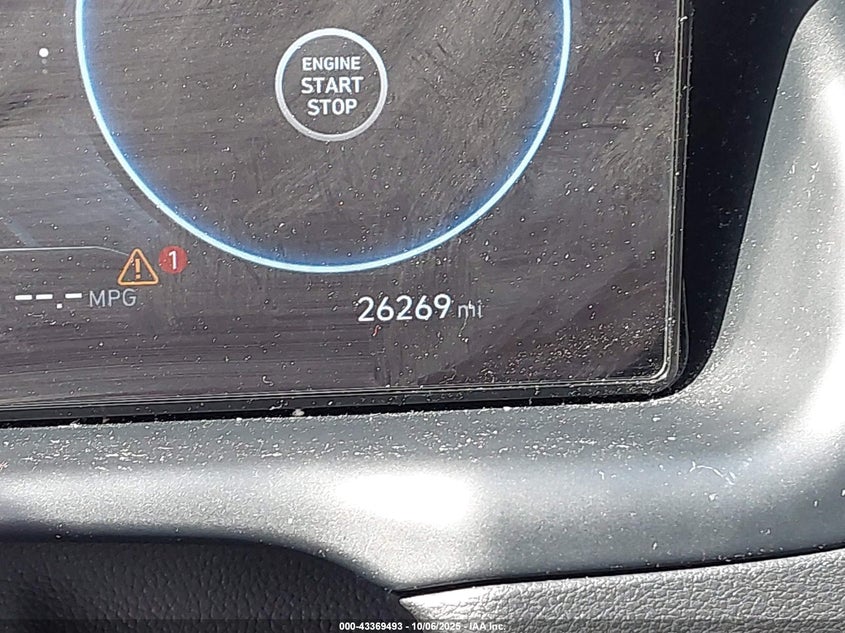 ENGINE
START
STOP
1
--.- MPG
26269 mi
000-43369493 - 10/06/2025 - IAA Inc.